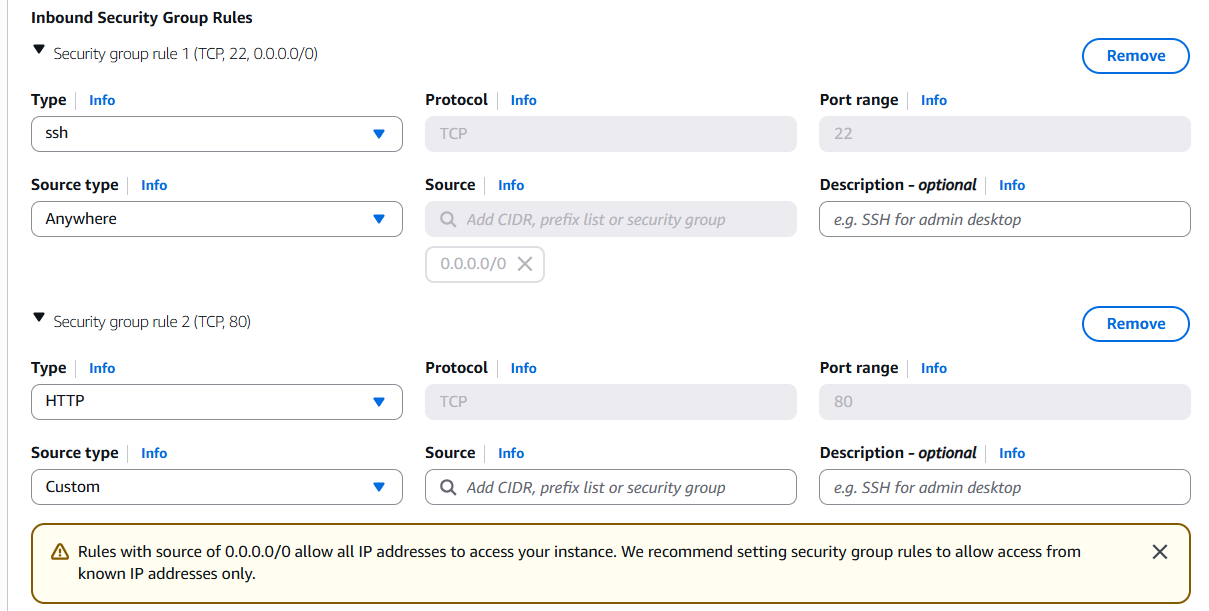 Inbound Security Group Rules
Security group rule 1 (TCP, 22, 0.0.0.0/0)
Remove
Type Info Protocol Info Port range Info
ssh TCP 22
Source type Info Source Info Description - optional Info
Anywhere Add CIDR, prefix list or security group e.g. SSH for admin desktop
0.0.0.0/0
Security group rule 2 (TCP, 80)
Remove
Type Info Protocol Info Port range Info
HTTP TCP 80
Source type Info Source Info Description - optional Info
Custom Add CIDR, prefix list or security group e.g. SSH for admin desktop
Rules with source of 0.0.0.0/0 allow all IP addresses to access your instance. We recommend setting security group rules to allow access from
known IP addresses only.